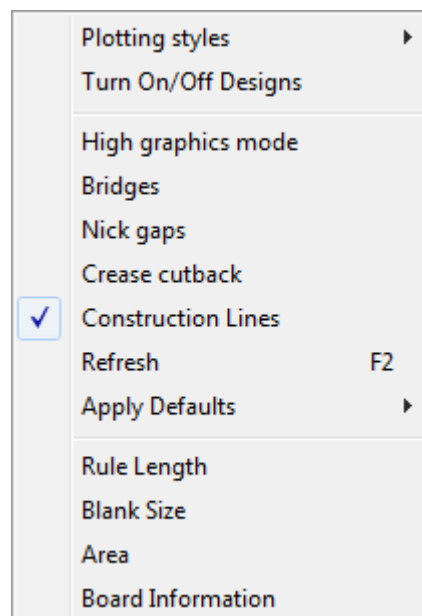 Plotting styles
Turn On/Off Designs
High graphics mode
Bridges
Nick gaps
Crease cutback
Construction Lines
Refresh F2
Apply Defaults
Rule Length
Blank Size
Area
Board Information